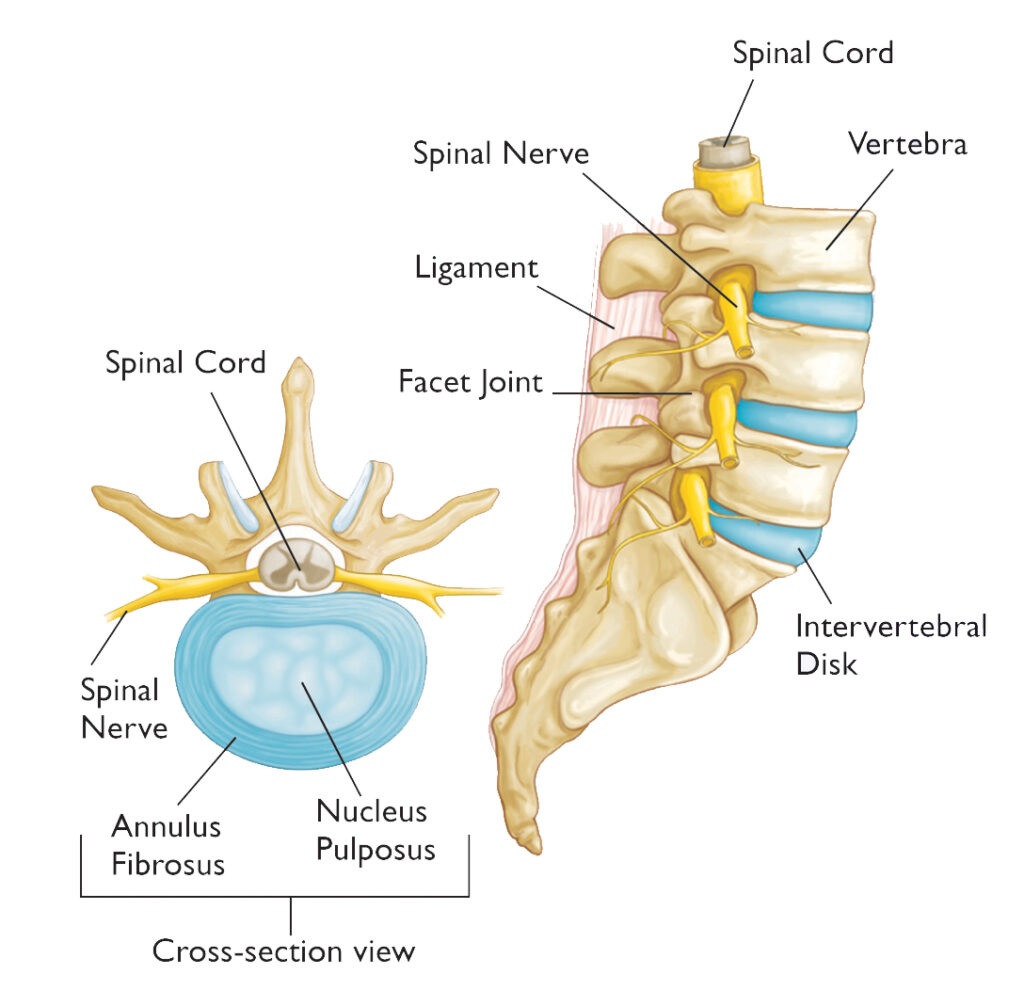 Spinal Cord
Spinal Nerve
Vertebra
Ligament
Spinal Cord
Facet Joint
Intervertebral
Disk
Spinal
Nerve
Annulus
Fibrosus
Nucleus
Pulposus
Cross-section view